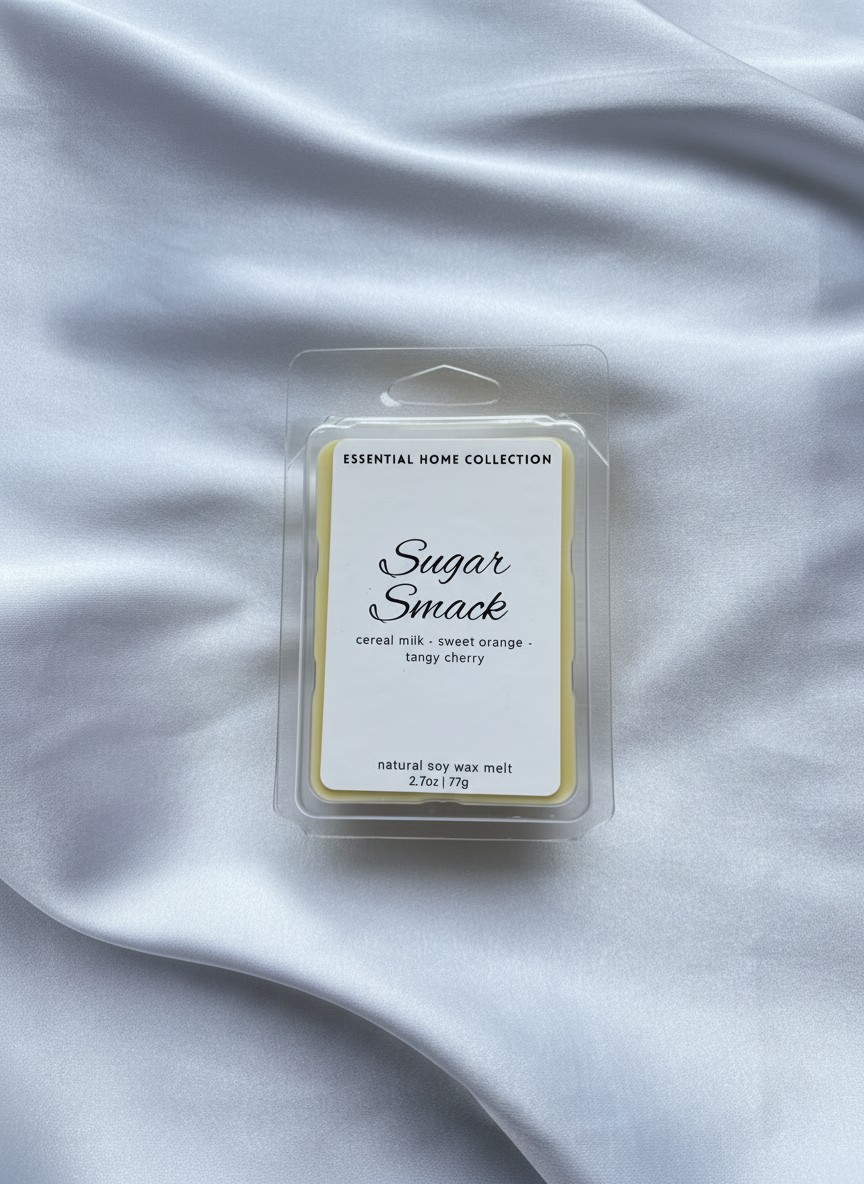 ESSENTIAL HOME COLLECTION
Sugar
Smack
cereal milk - sweet orange -
tangy cherry
natural soy wax melt
2.7oz | 77g